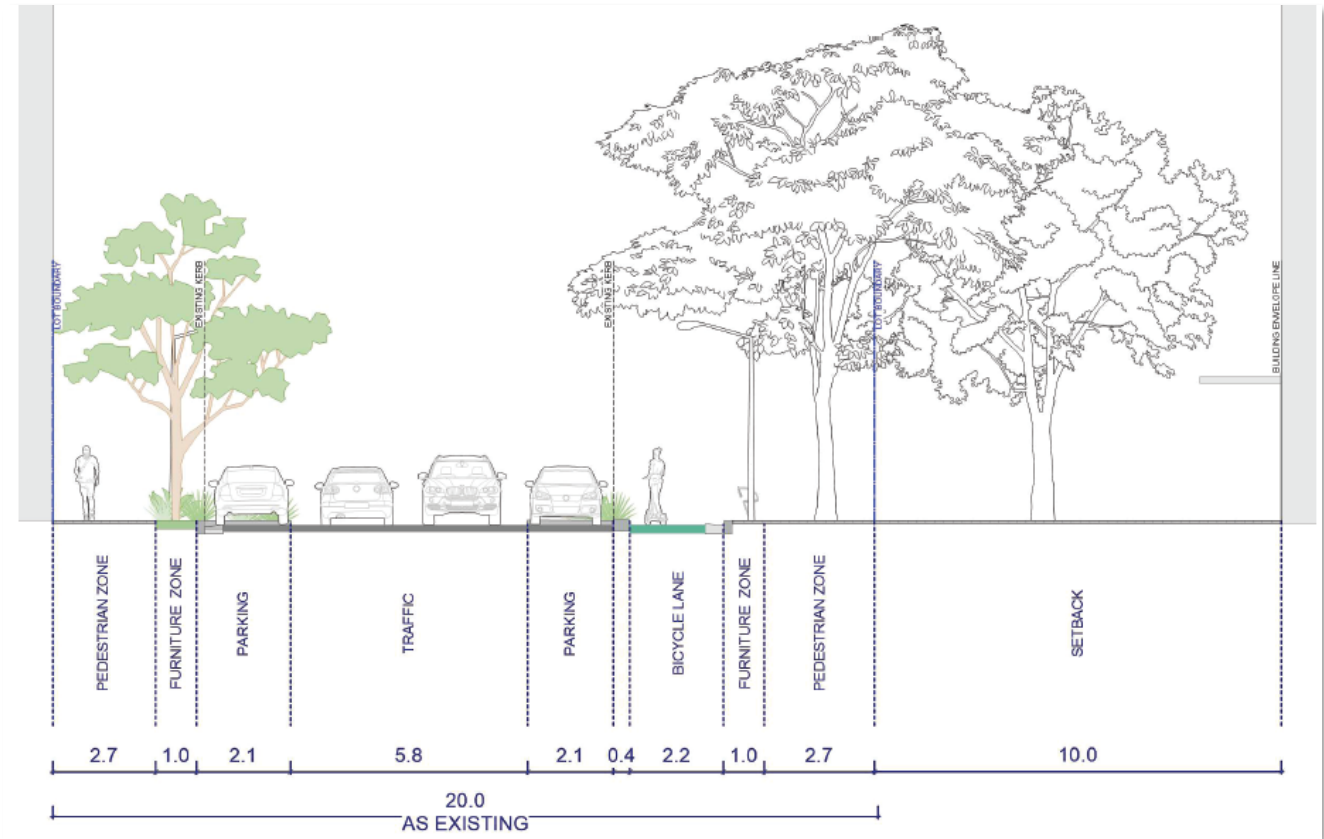 LOT BOUNDARY
EXISTING KERB
EXISTING KERB
LOT BOUNDARY
BUILDING ENVELOPE LINE
PEDESTRIAN ZONE
FURNITURE ZONE
PARKING
TRAFFIC
PARKING
BICYCLE LANE
FURNITURE ZONE
PEDESTRIAN ZONE
SETBACK
2.7 1.0 2.1 5.8 2.1 0.4 2.2 1.0 2.7 10.0
20.0
AS EXISTING